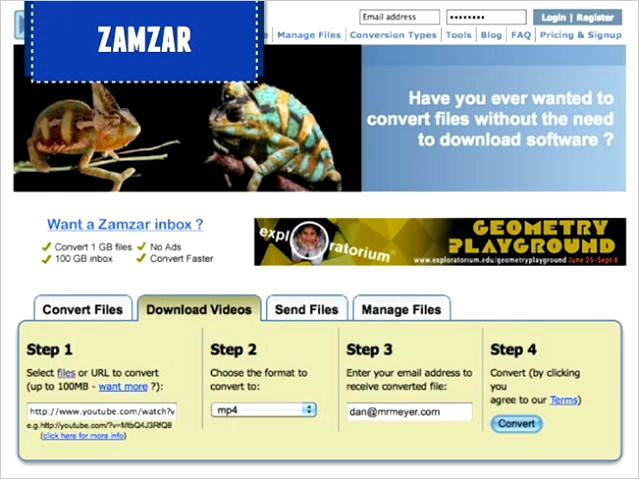 ZAMZAR
Email address
••••••••
Login | Register
e | Manage Files | Conversion Types | Tools | Blog | FAQ | Pricing & Signup
Have you ever wanted to
convert files without the need
to download software ?
Want a Zamzar inbox ?
Convert 1 GB files
No Ads
100 GB inbox
Convert Faster
expl ratorium
GEOMETRY
PLAYGROUND
www.exploratorium.edu/geometryplayground June 25-Sept 6
Convert Files
Download Videos
Send Files
Manage Files
Step 1
Select files or URL to convert
(up to 100MB - want more ?):
http://www.youtube.com/watch?v
e.g.http://youtube.com/?v=MtbQ4J3RfQ8
(click here for more info)
Step 2
Choose the format to
convert to:
mp4
Step 3
Enter your email address to
receive converted file:
dan@mrmeyer.com
Step 4
Convert (by clicking
you
agree to our Terms)
Convert